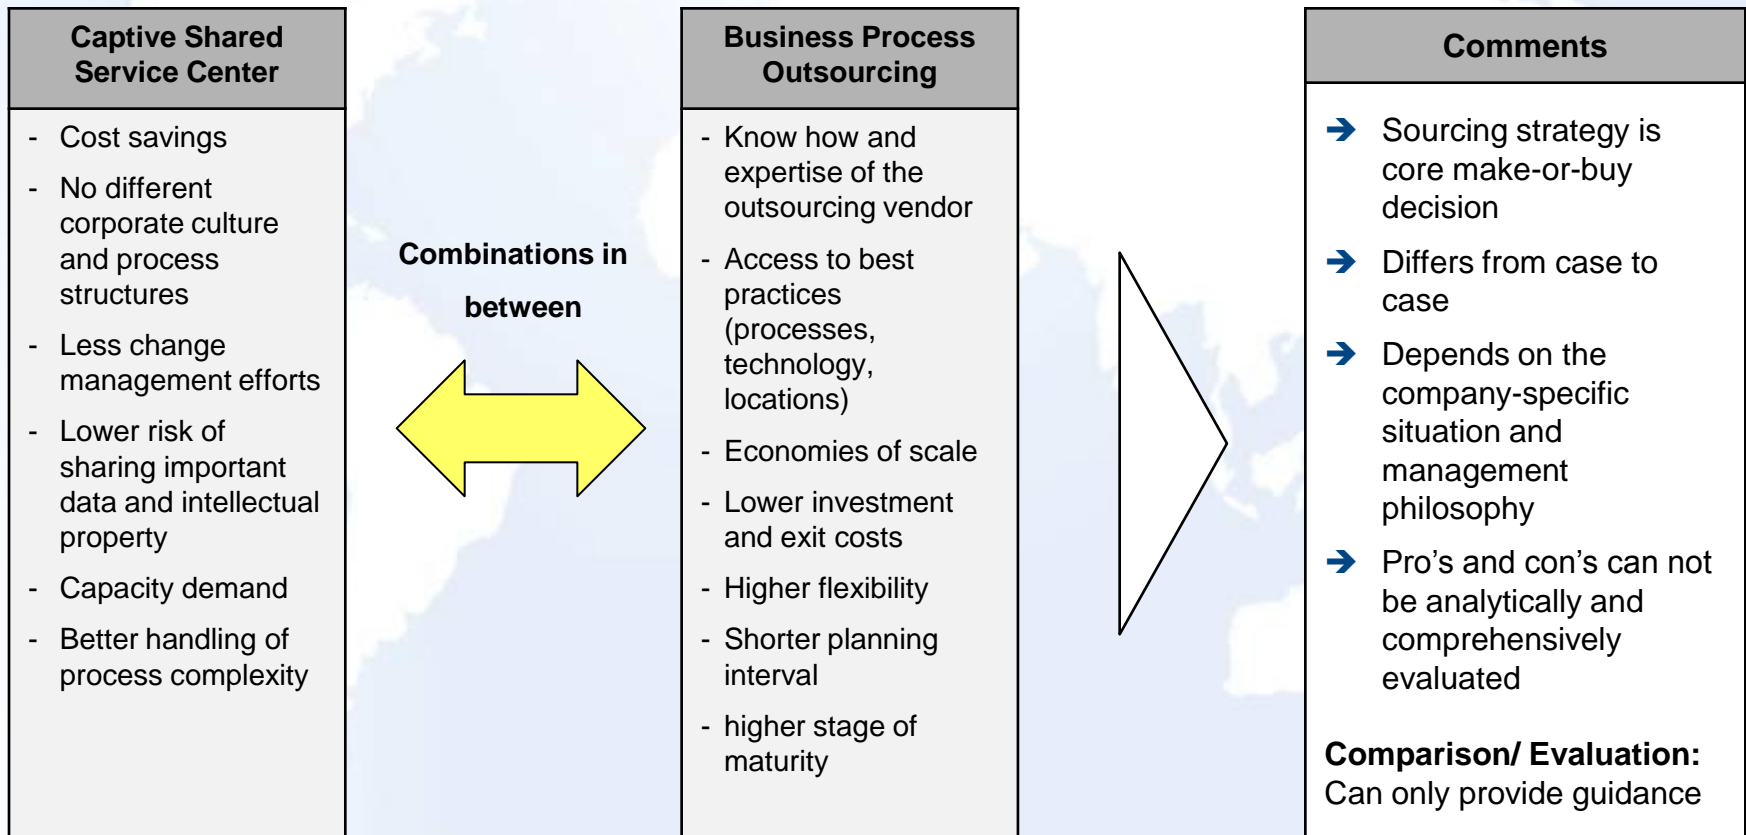 Captive Shared
Service Center
- Cost savings
- No different
corporate culture
and process
structures
- Less change
management efforts
- Lower risk of
sharing important
data and intellectual
property
- Capacity demand
- Better handling of
process complexity
Combinations in
between
Business Process
Outsourcing
- Know how and
expertise of the
outsourcing vendor
- Access to best
practices
(processes,
technology,
locations)
- Economies of scale
- Lower investment
and exit costs
- Higher flexibility
- Shorter planning
interval
- higher stage of
maturity
Comments
➔ Sourcing strategy is
core make-or-buy
decision
➔ Differs from case to
case
➔ Depends on the
company-specific
situation and
management
philosophy
➔ Pro's and con's can not
be analytically and
comprehensively
evaluated
Comparison/ Evaluation:
Can only provide guidance